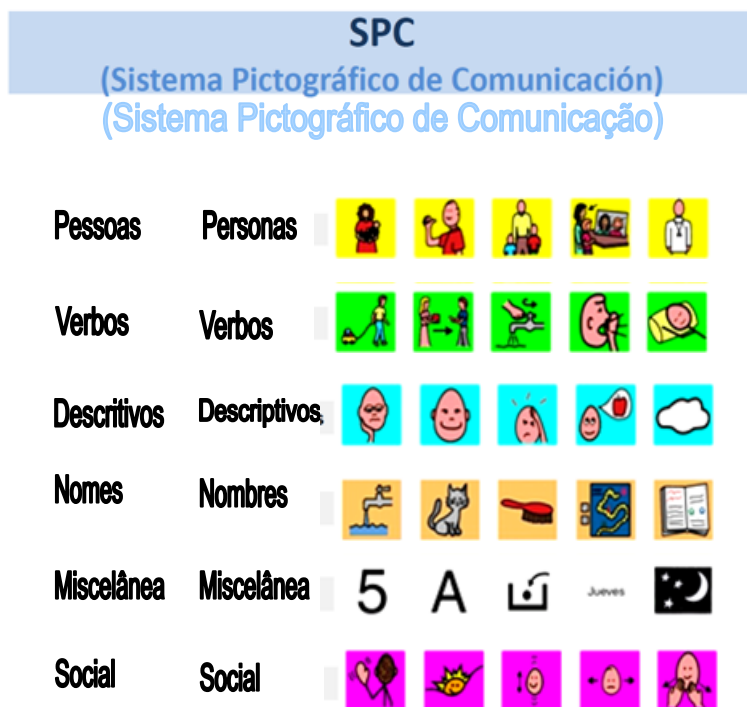 SPC
(Sistema Pictográfico de Comunicación)
(Sistema Pictográfico de Comunicação)
Pessoas Personas
Verbos Verbos
Descritivos Descriptivos
Nomes Nombres
Miscelânea Miscelânea 5 A Jueves
Social Social